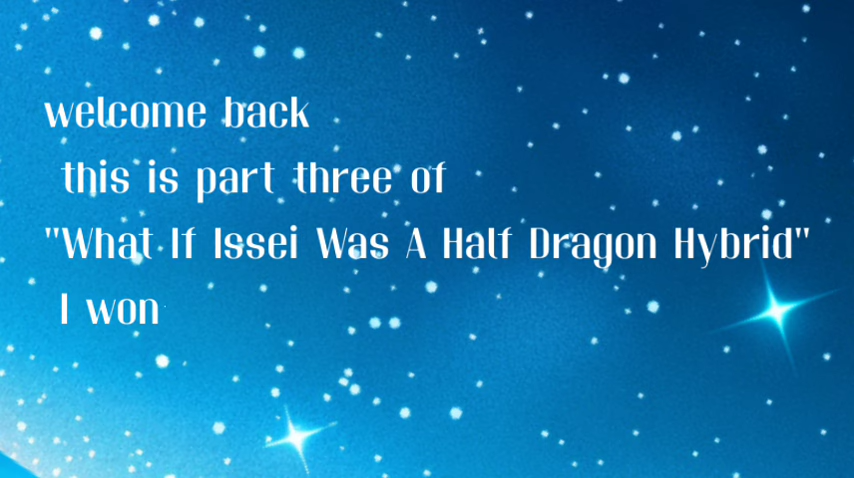 welcome back
this is part three of
"What If Issei Was A Half Dragon Hybrid"
I won